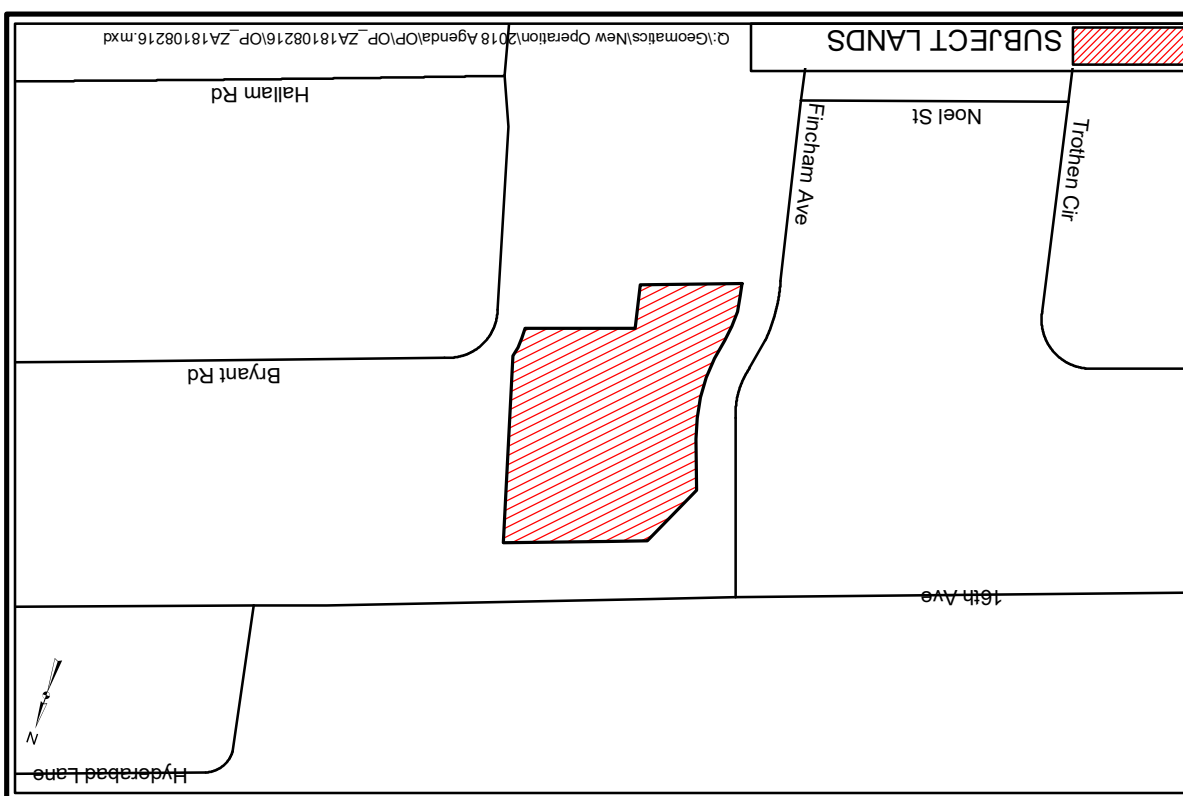 Hyderabad Lane
N
16th Ave
Bryant Rd
Trothen Cir
Fincham Ave
Noel St
Hallam Rd
SUBJECT LANDS
Q:\Geomatics\New Operation\2018 Agenda\OP\OP_ZA18108216\OP_ZA18108216.mxd